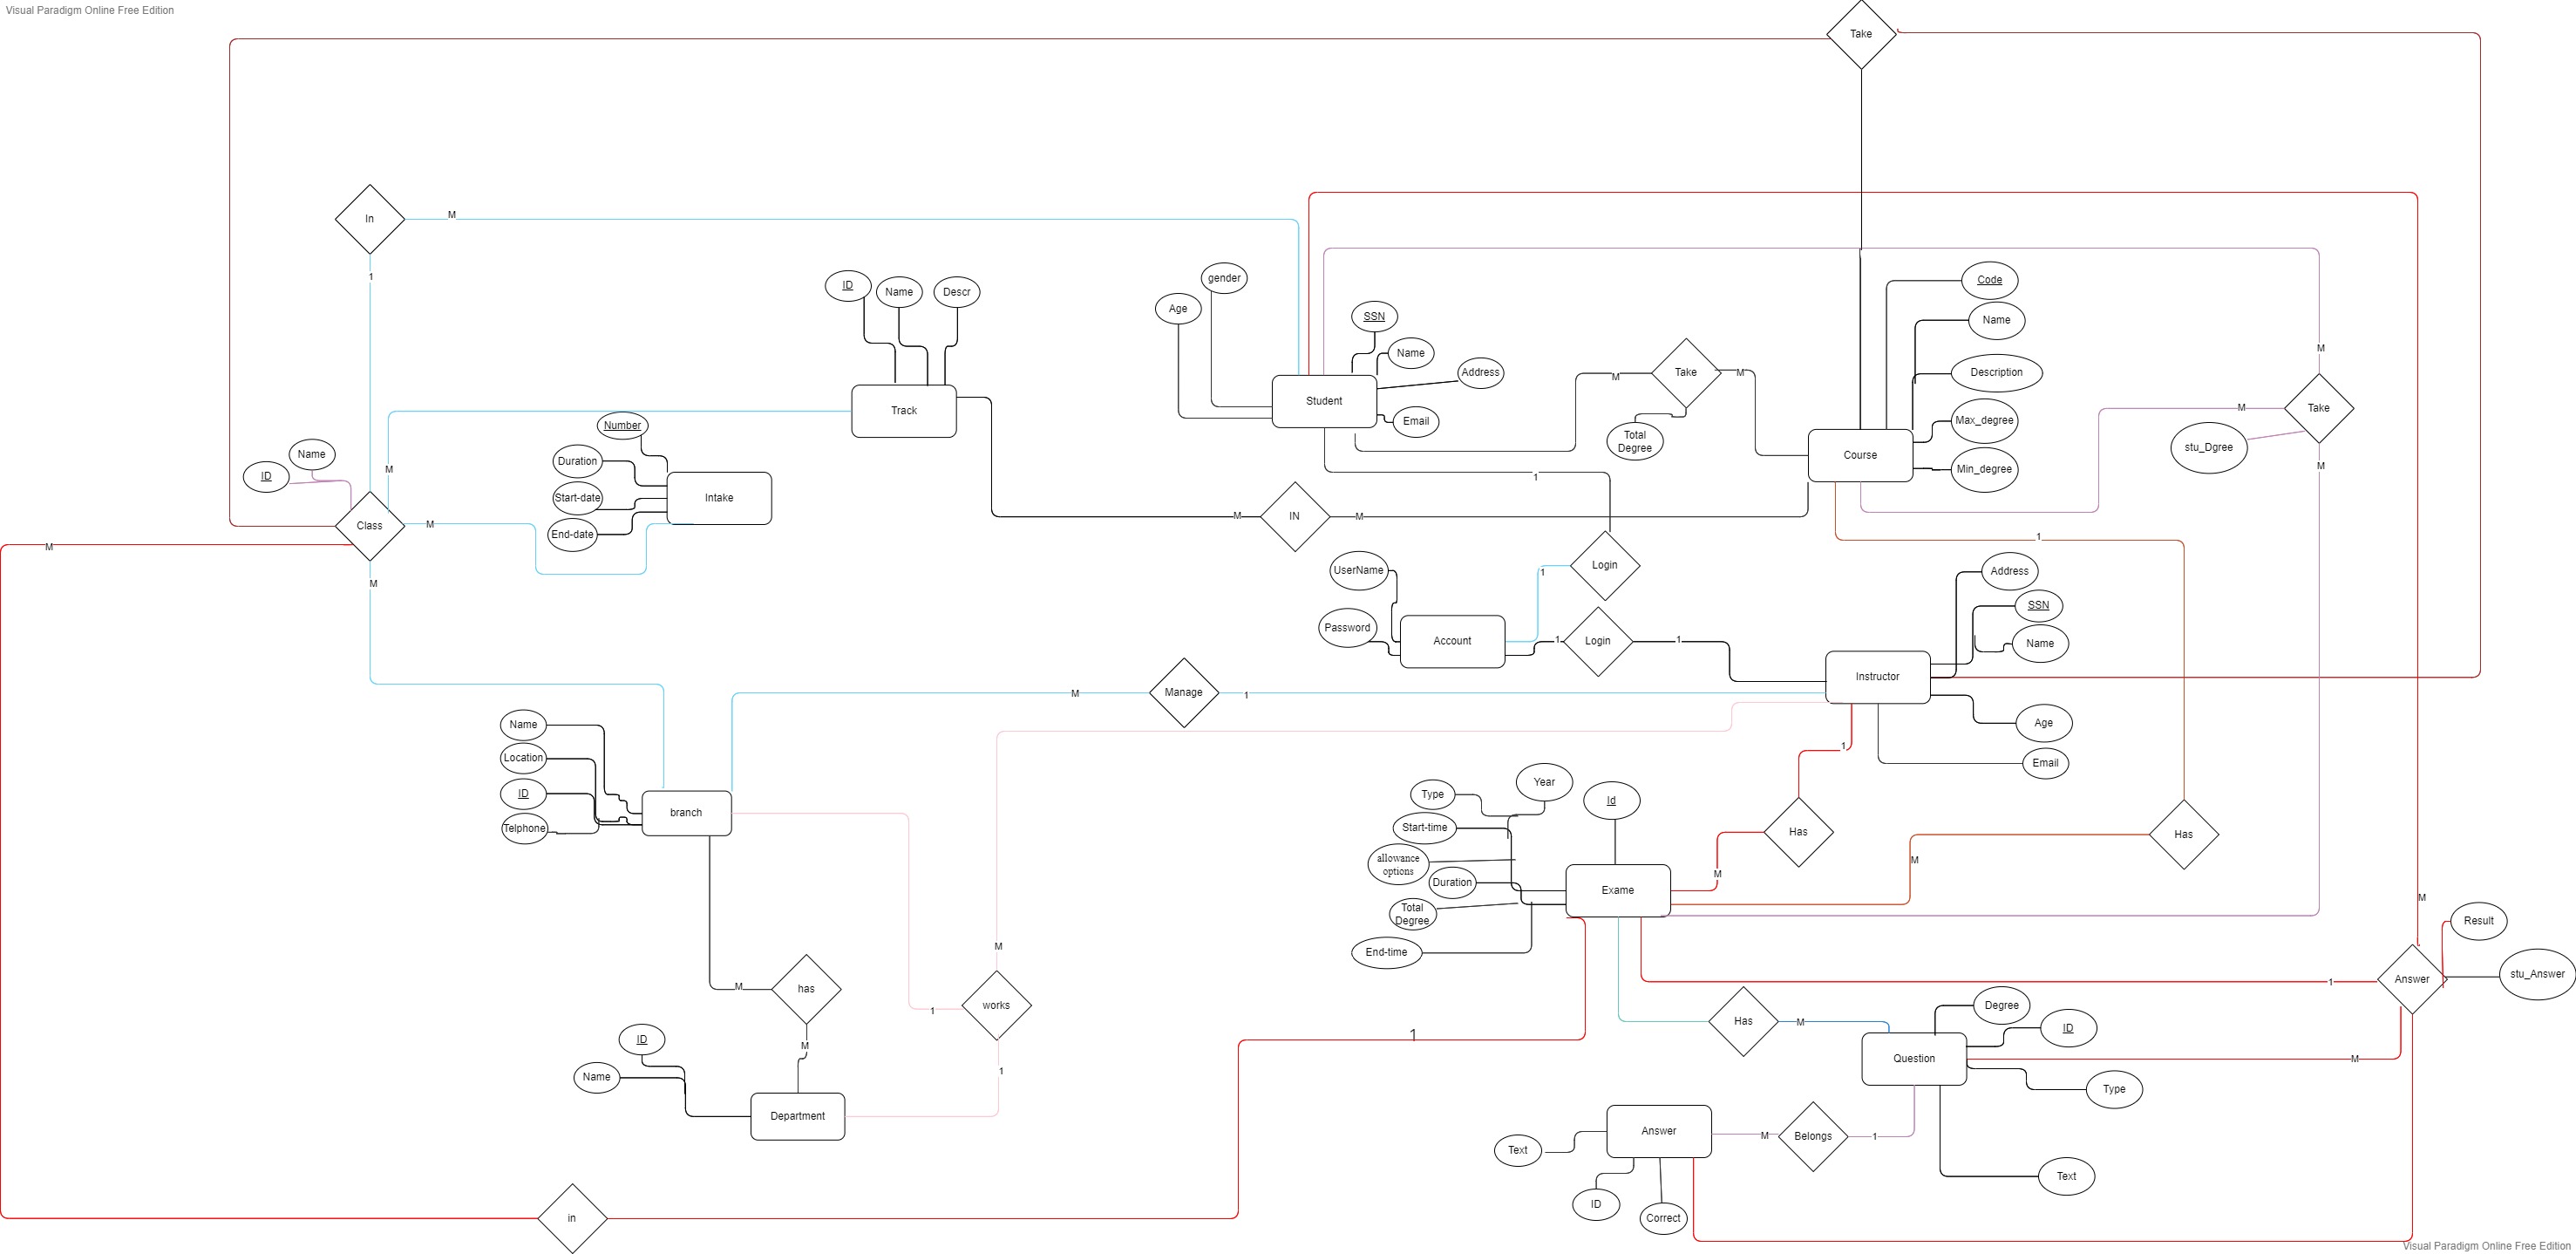 Visual Paradigm Online Free Edition
Take
In
M
1
ID
Name
Descr
Track
Age
gender
SSN
Name
Address
Email
Student
Take
M
M
Total
Degree
Code
Name
Description
Max_degree
Min_degree
Course
M
Take
M
M
stu_Dgree
Number
Duration
Start-date
End-date
Intake
ID
Name
Class
M
M
M
M
M
IN
M
1
1
Login
1
UserName
Password
Account
1
Login
1
Address
SSN
Name
Instructor
Age
Email
M
Manage
1
1
Name
Location
ID
Telphone
branch
Type
Year
Id
Start-time
allowance
options
Duration
Total
Degree
End-time
Exame
Has
M
Has
M
M
Result
stu_Answer
Answer
1
M
works
1
1
M
has
M
ID
Name
Department
1
Has
M
Degree
ID
Question
Type
Text
M
Answer
Text
ID
Correct
M
Belongs
1
in
Visual Paradigm Online Free Edition